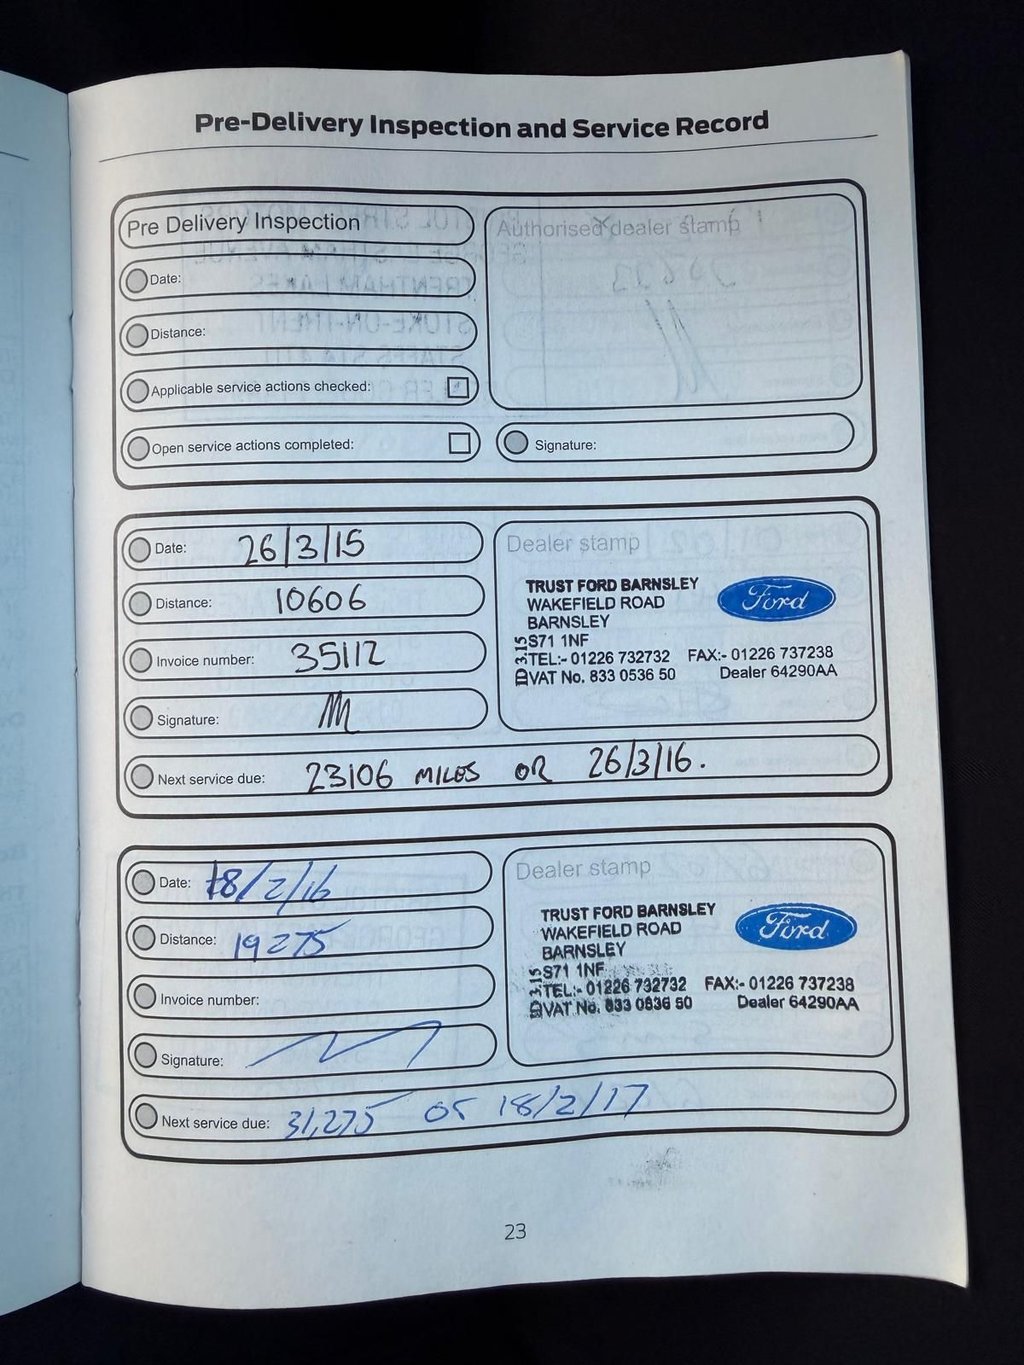 Pre-Delivery Inspection and Service Record
Pre Delivery Inspection
Authorised dealer stamp
Date:
Distance:
Applicable service actions checked:
Open service actions completed:
Signature:
Date: 26/3/15
Distance: 10606
Invoice number: 35112
Signature:
Next service due: 23106 MILES OR 26/3/16.
Dealer stamp
TRUST FORD BARNSLEY
WAKEFIELD ROAD
BARNSLEY
S71 1NF
TEL:- 01226 732732 FAX:- 01226 737238
VAT No. 833 0536 50 Dealer 64290AA
Ford
Date: 18/2/16
Distance: 19275
Invoice number:
Signature:
Next service due: 31,275 or 18/2/17
Dealer stamp
TRUST FORD BARNSLEY
WAKEFIELD ROAD
BARNSLEY
S71 1NF
TEL:- 01226 732732 FAX:- 01226 737238
VAT No. 833 0536 50 Dealer 64290AA
Ford
23